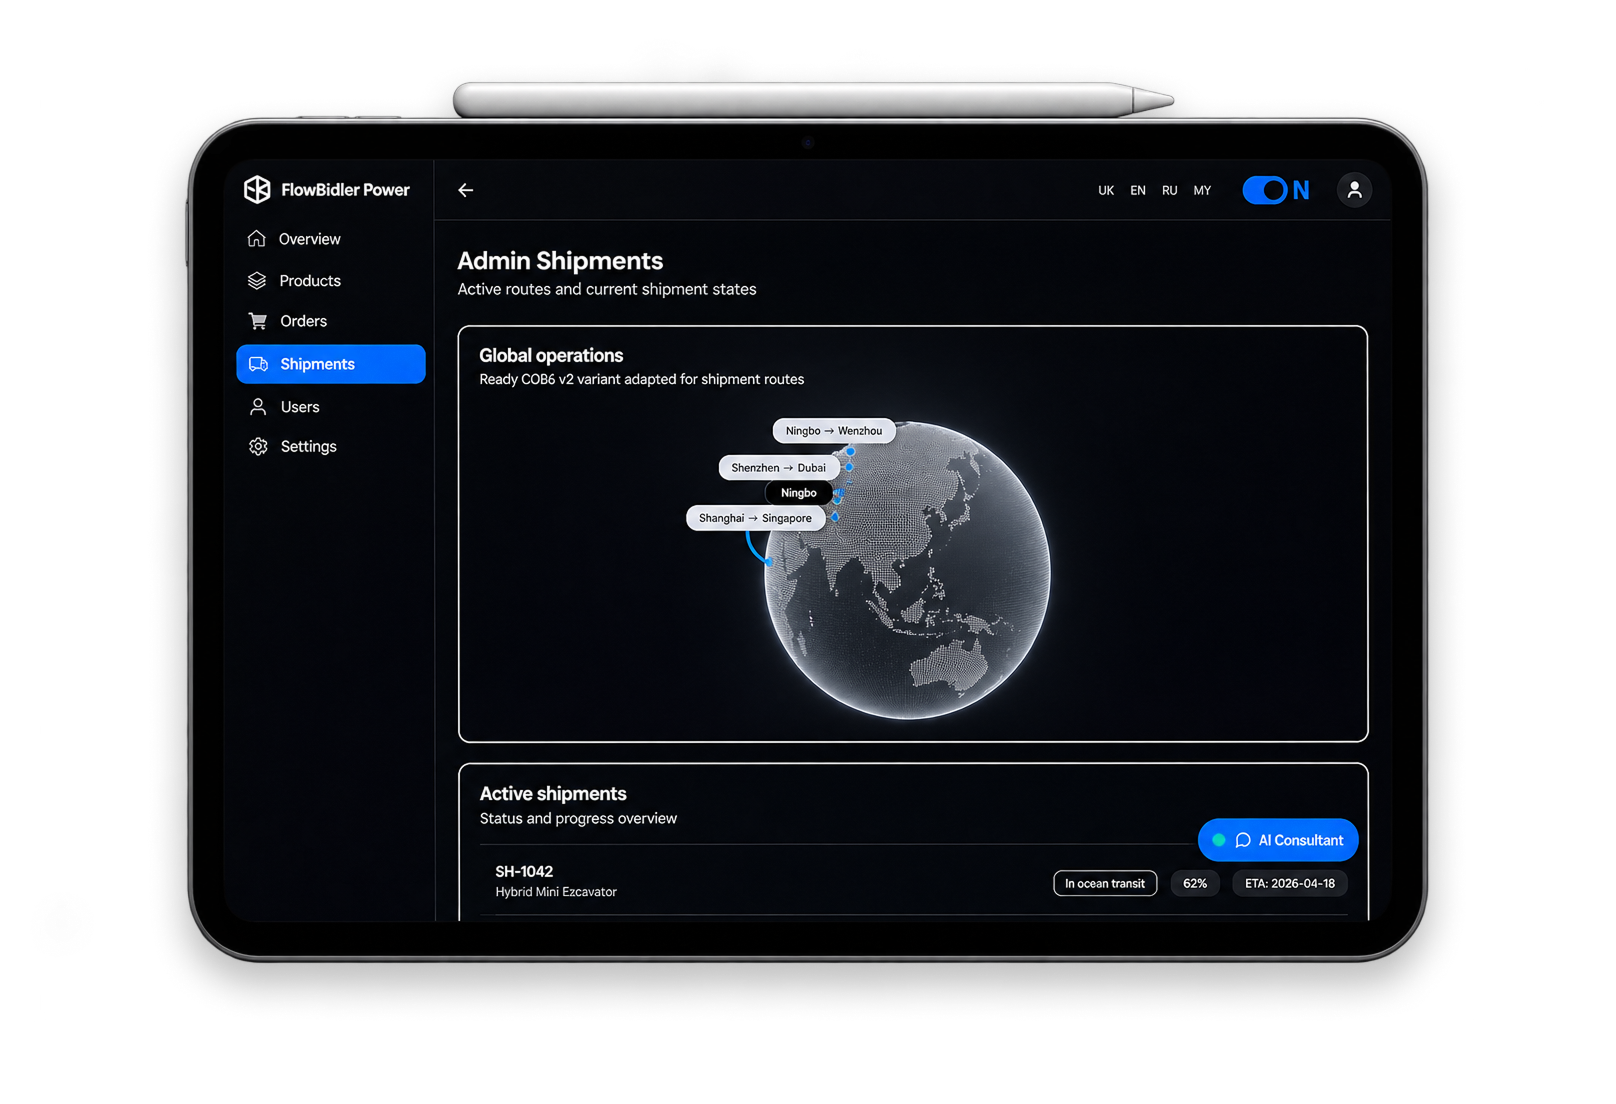 FlowBidler Power
Overview
Products
Orders
Shipments
Users
Settings
UK EN RU MY
N
Admin Shipments
Active routes and current shipment states
Global operations
Ready COB6 v2 variant adapted for shipment routes
Ningbo → Wenzhou
Shenzhen → Dubai
Ningbo
Shanghai → Singapore
Active shipments
Status and progress overview
AI Consultant
SH-1042
Hybrid Mini Ezcavator
In ocean transit
62%
ETA: 2026-04-18